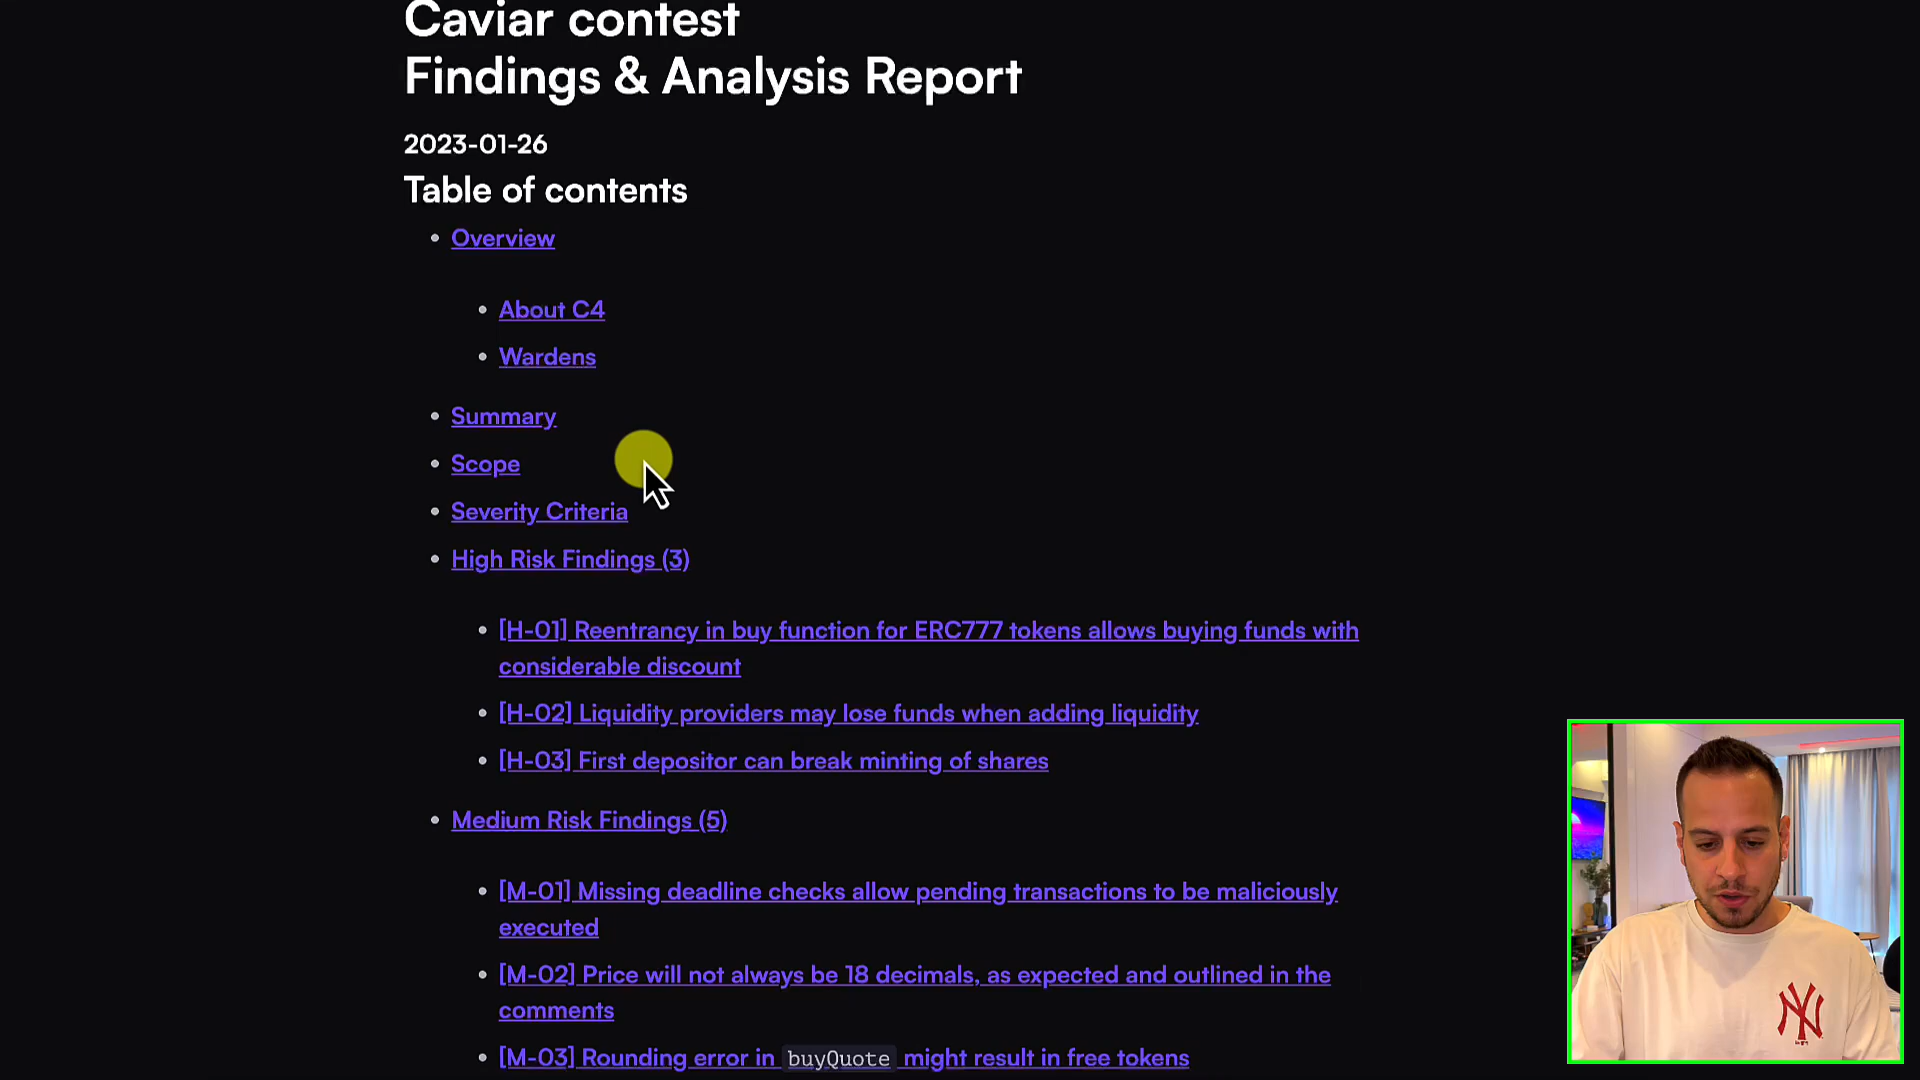 Caviar contest
Findings & Analysis Report
2023-01-26
Table of contents
Overview
About C4
Wardens
Summary
Scope
Severity Criteria
High Risk Findings (3)
[H-01] Reentrancy in buy function for ERC777 tokens allows buying funds with
considerable discount
[H-02] Liquidity providers may lose funds when adding liquidity
[H-03] First depositor can break minting of shares
Medium Risk Findings (5)
[M-01] Missing deadline checks allow pending transactions to be maliciously
executed
[M-02] Price will not always be 18 decimals, as expected and outlined in the
comments
[M-03] Rounding error in buyQuote might result in free tokens
NY